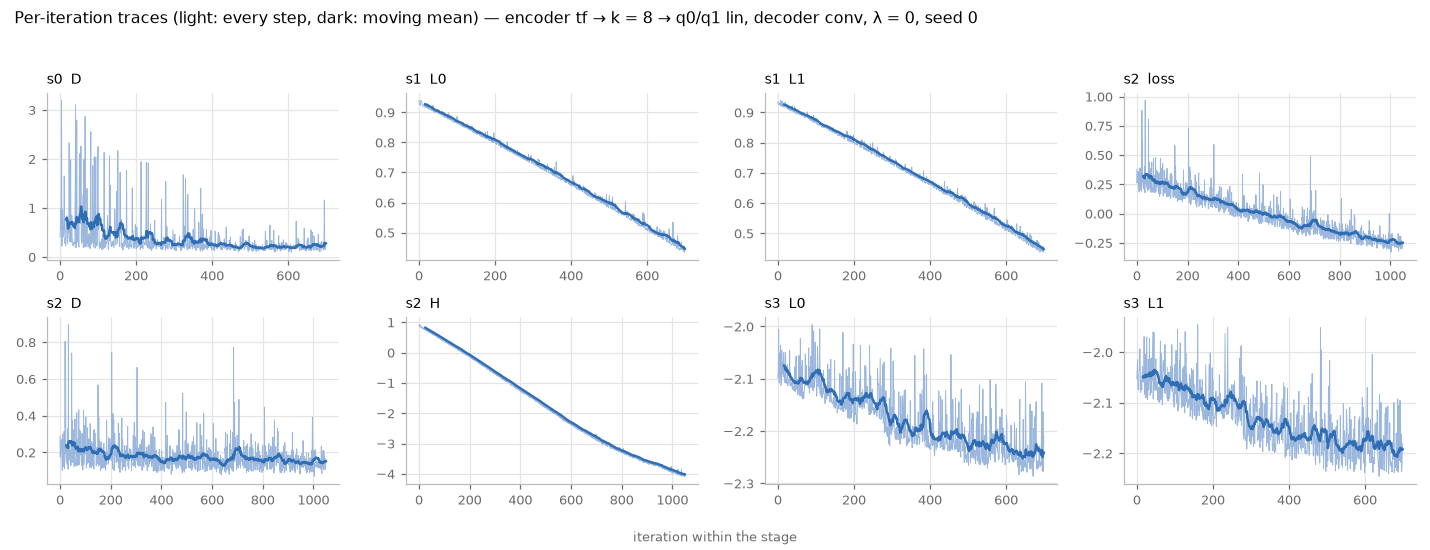 Per-iteration traces (light: every step, dark: moving mean) — encoder tf → k = 8 → q0/q1 lin, decoder conv, λ = 0, seed 0
s0 D
3
2
1
0
0 200 400 600
s1 L0
0.9
0.8
0.7
0.6
0.5
0 200 400 600
s1 L1
0.9
0.8
0.7
0.6
0.5
0 200 400 600
s2 loss
1.00
0.75
0.50
0.25
0.00
−0.25
0 200 400 600 800 1000
s2 D
0.8
0.6
0.4
0.2
0 200 400 600 800 1000
s2 H
1
0
−1
−2
−3
−4
0 200 400 600 800 1000
s3 L0
−2.0
−2.1
−2.2
−2.3
0 200 400 600
s3 L1
−2.0
−2.1
−2.2
0 200 400 600
iteration within the stage